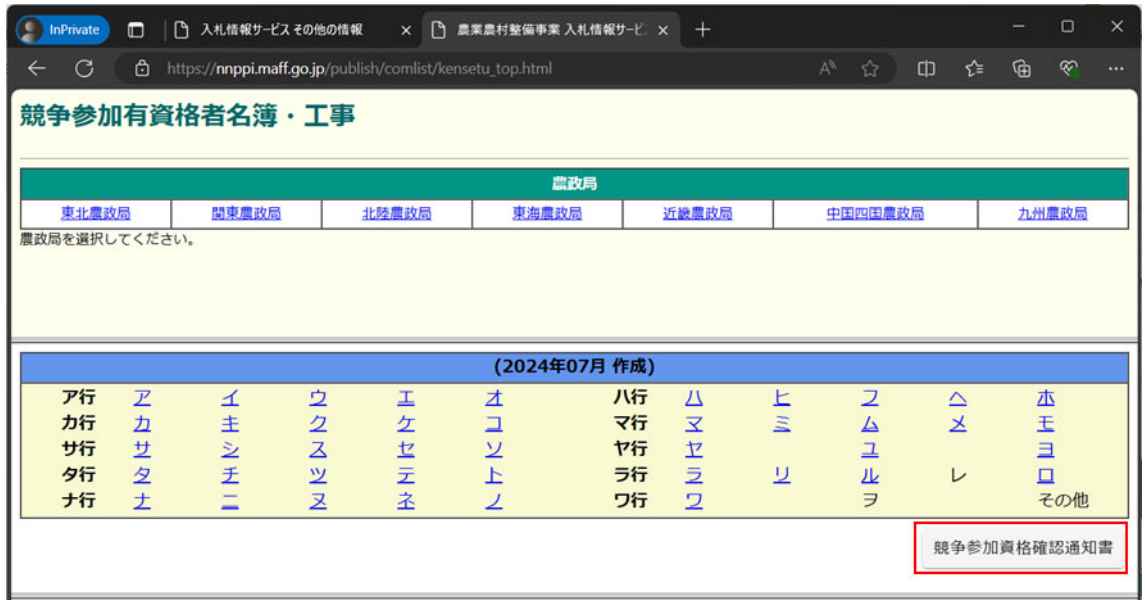 InPrivate 入札情報サービス その他の情報 農業農村整備事業 入札情報サービ
https://nnppi.maff.go.jp/publish/comlist/kensetu_top.html
競争参加有資格者名簿・工事
農政局
東北農政局 関東農政局 北陸農政局 東海農政局 近畿農政局 中国四国農政局 九州農政局
農政局を選択してください。
(2024年07月 作成)
ア行 ア イ ウ エ オ ハ行 ハ ヒ フ ヘ ホ
カ行 カ キ ク ケ コ マ行 マ ミ ム メ モ
サ行 サ シ ス セ ソ ヤ行 ヤ ユ ヨ
タ行 タ チ ツ テ ト ラ行 ラ リ ル レ ロ
ナ行 ナ ニ ヌ ネ ノ ワ行 ワ ヲ その他
競争参加資格確認通知書